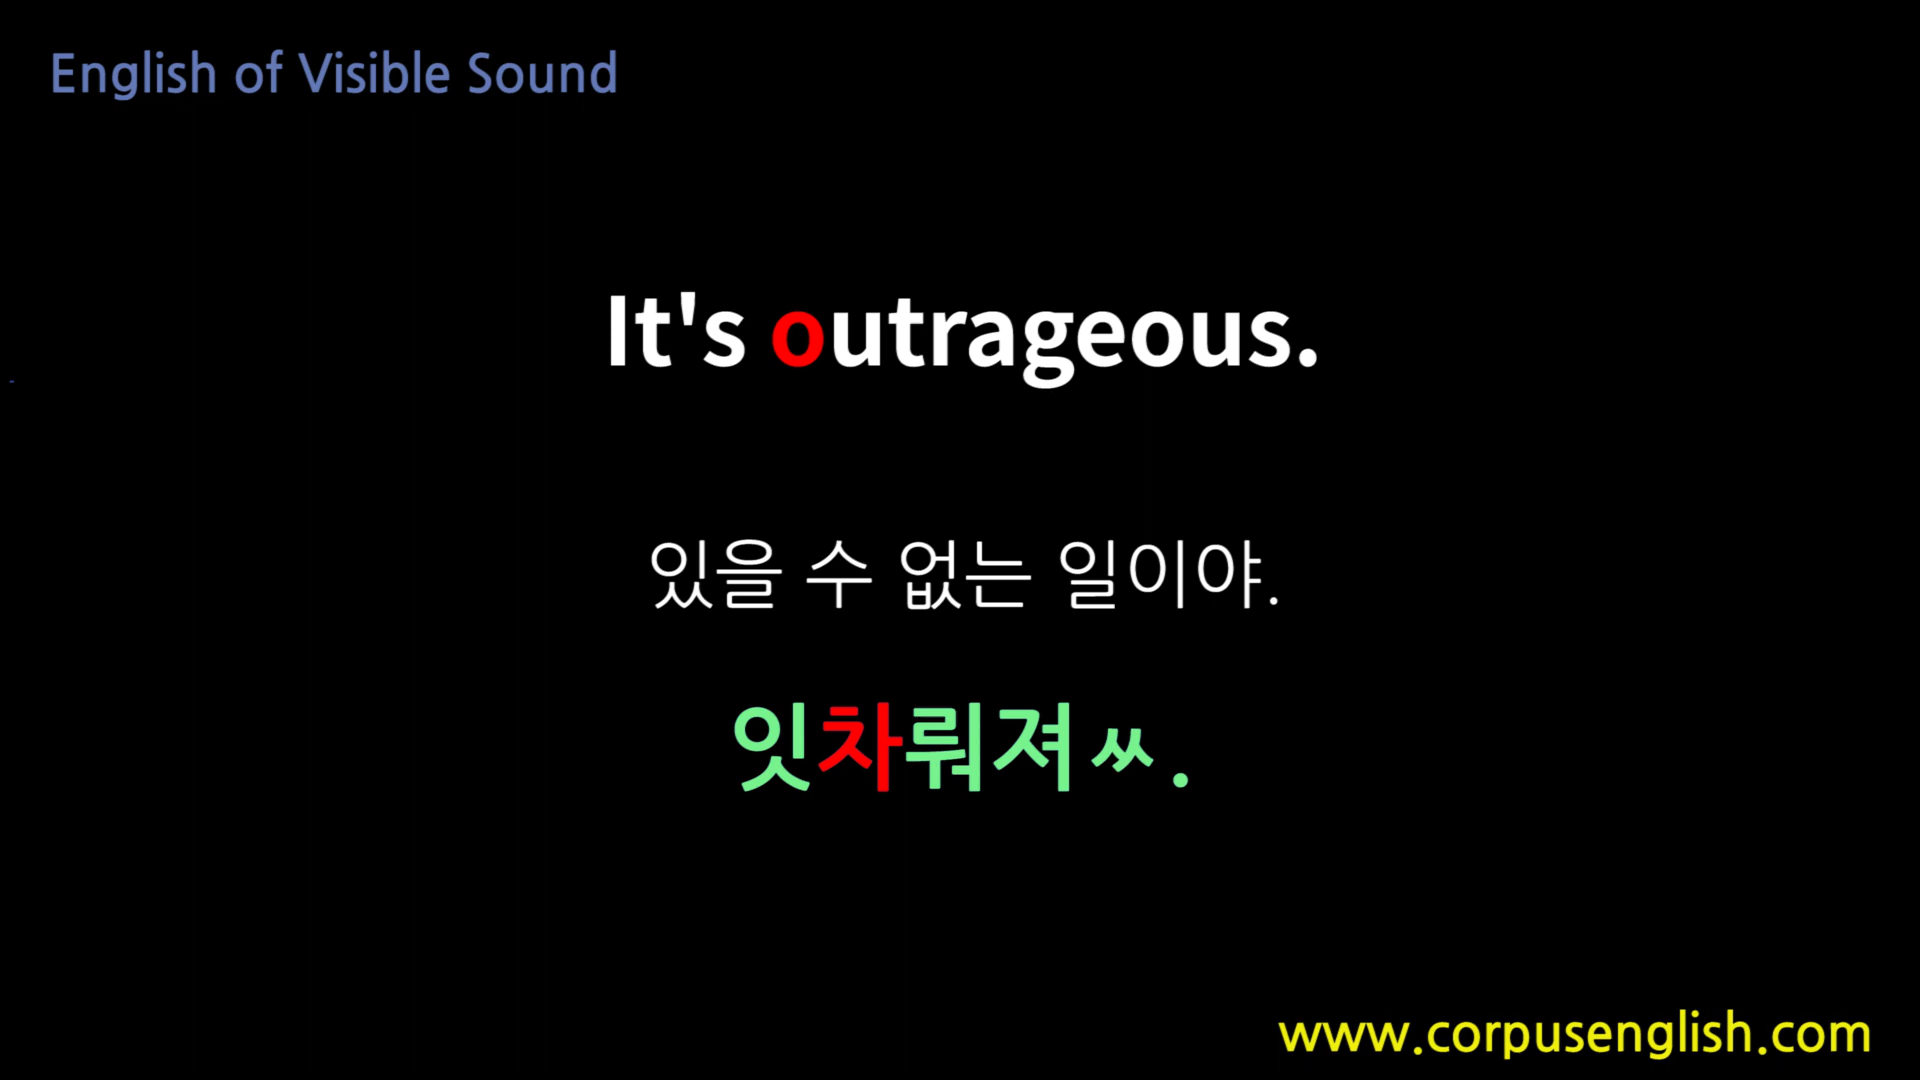 English of Visible Sound
It's outrageous.
있을 수 없는 일이야.
잇차뤄져ㅆ.
www.corpusenglish.com